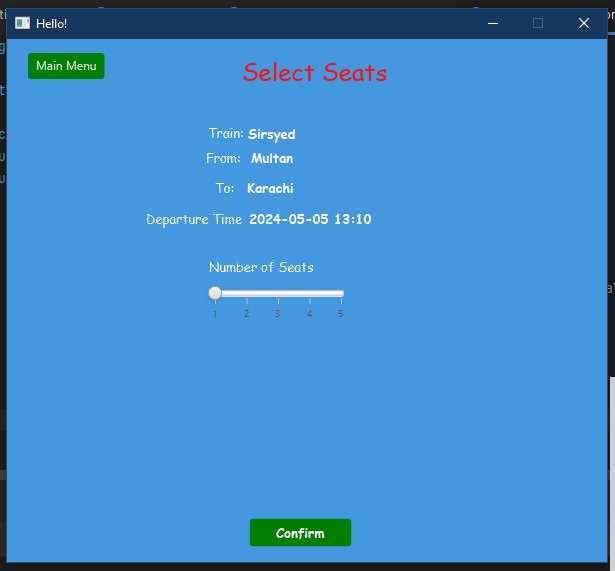 Hello!
Main Menu
Select Seats
Train: Sirsyed
From: Multan
To: Karachi
Departure Time 2024-05-05 13:10
Number of Seats
1 2 3 4 5
Confirm